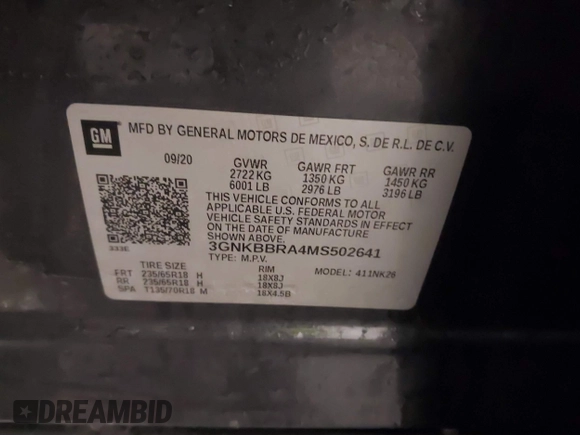 GM MFD BY GENERAL MOTORS DE MEXICO, S. DE R.L. DE C.V.
09/20 GVWR GAWR FRT GAWR RR
2722 KG 1350 KG 1450 KG
6001 LB 2976 LB 3196 LB
THIS VEHICLE CONFORMS TO ALL
APPLICABLE U.S. FEDERAL MOTOR
VEHICLE SAFETY STANDARDS IN EFFECT
ON THE DATE OF MANUFACTURE
SHOWN ABOVE.
333E 3GNKBBRA4MS502641
TYPE: M.P.V. MODEL: 411NK26
TIRE SIZE RIM
FRT 235/65R18 H 18X8J
RR 235/65R18 H 18X8J
SPA T135/70R18 M 18X4.5B
DREAMBID